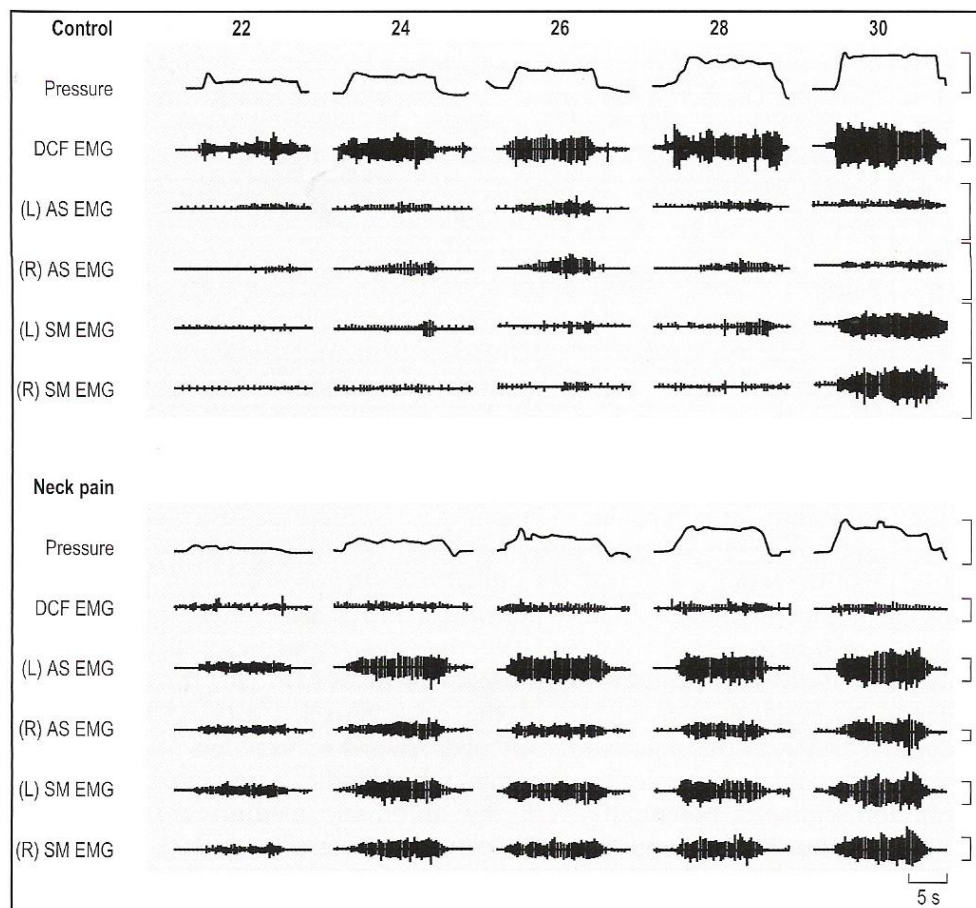 Control 22 24 26 28 30
Pressure
DCF EMG
(L) AS EMG
(R) AS EMG
(L) SM EMG
(R) SM EMG
Neck pain
Pressure
DCF EMG
(L) AS EMG
(R) AS EMG
(L) SM EMG
(R) SM EMG
5 s